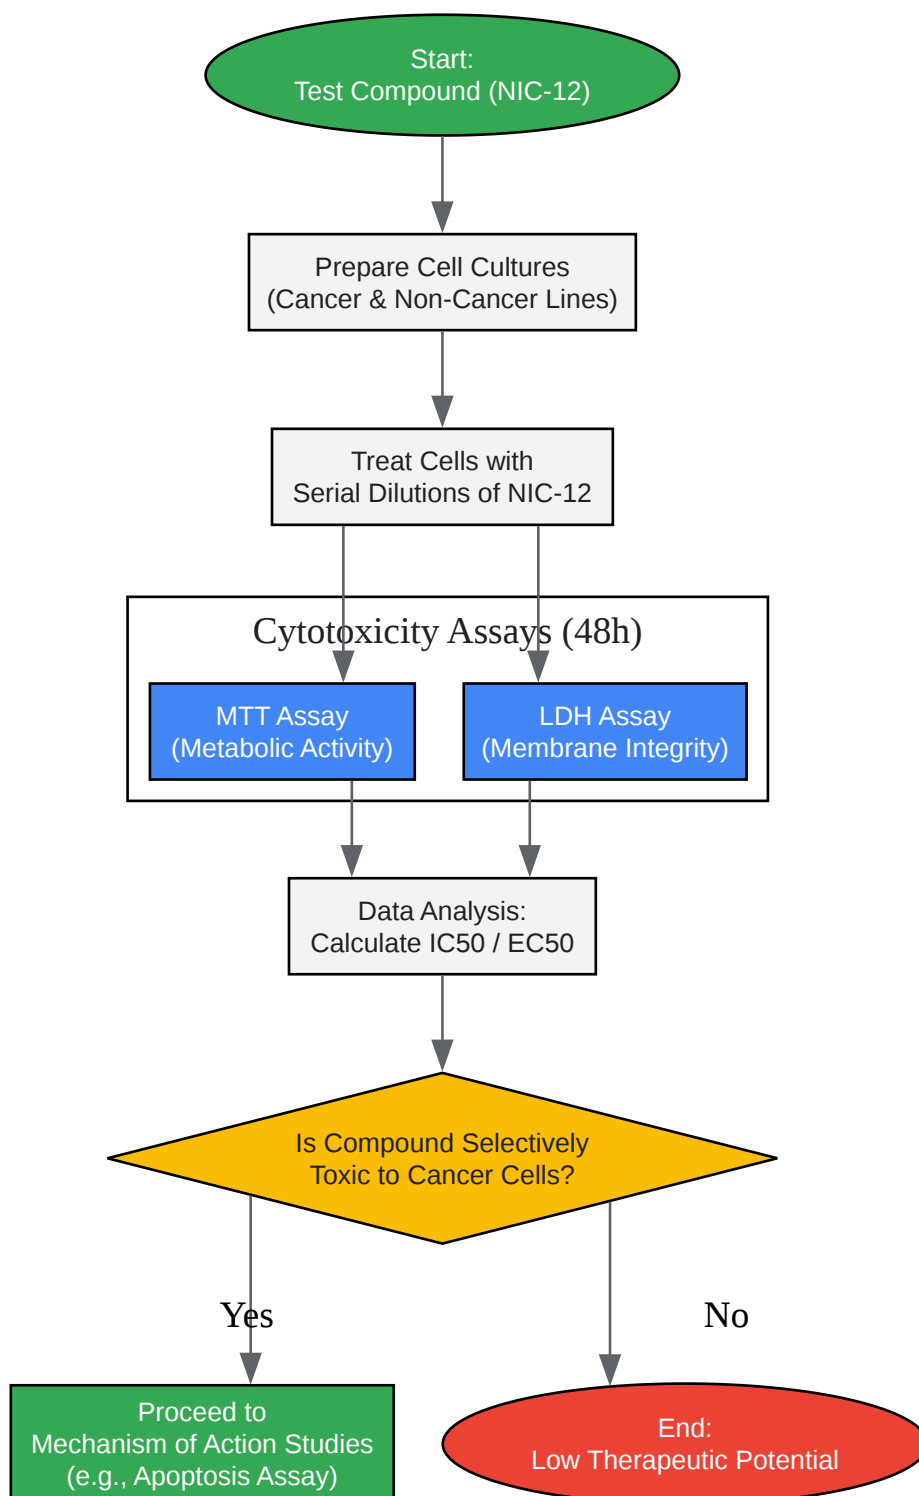 Start:
Test Compound (NIC-12)
Prepare Cell Cultures
(Cancer & Non-Cancer Lines)
Treat Cells with
Serial Dilutions of NIC-12
Cytotoxicity Assays (48h)
MTT Assay
(Metabolic Activity)
LDH Assay
(Membrane Integrity)
Data Analysis:
Calculate IC50 / EC50
Is Compound Selectively
Toxic to Cancer Cells?
Yes
No
Proceed to
Mechanism of Action Studies
(e.g., Apoptosis Assay)
End:
Low Therapeutic Potential